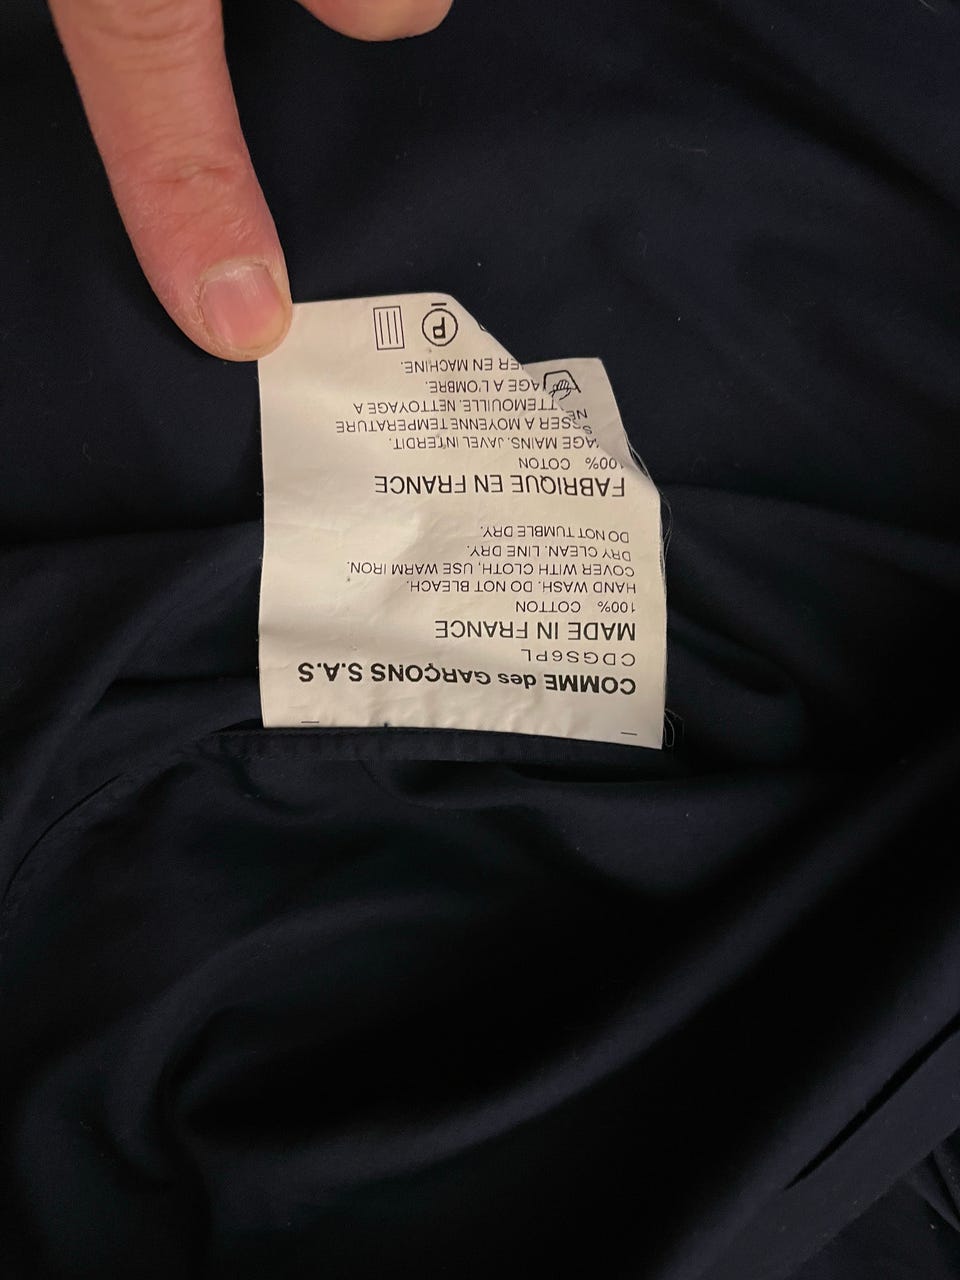 COMME des GARÇONS S.A.S
CDGS6PL
MADE IN FRANCE
100% COTTON
HAND WASH. DO NOT BLEACH.
COVER WITH CLOTH, USE WARM IRON.
DRY CLEAN. LINE DRY.
DO NOT TUMBLE DRY.
FABRIQUE EN FRANCE
100% COTON
AGE MAINS. JAVEL INTERDIT.
SSER A MOYENNE TEMPERATURE
TTEMOUILLE. NETTOYAGE A
AGE A L'OMBRE.
ER EN MACHINE.
S
NE
P